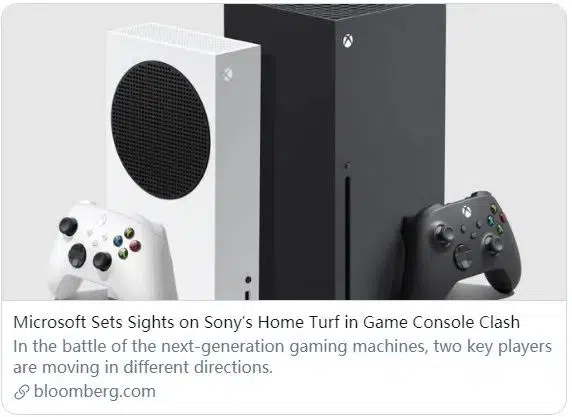 Microsoft Sets Sights on Sony's Home Turf in Game Console Clash
In the battle of the next-generation gaming machines, two key players
are moving in different directions.
bloomberg.com